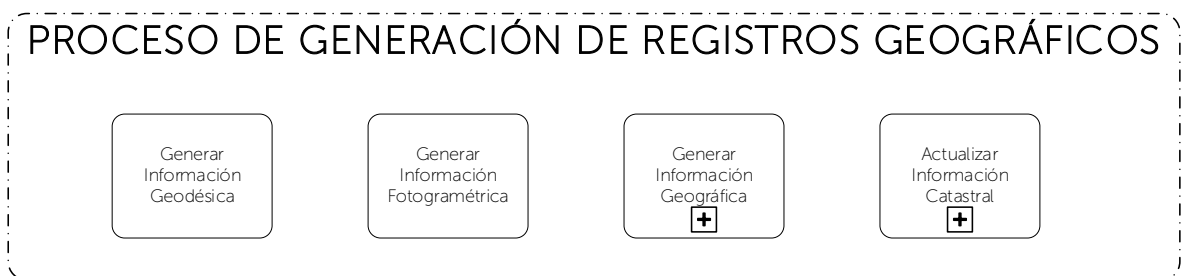 PROCESO DE GENERACIÓN DE REGISTROS GEOGRÁFICOS
Generar
Información
Geodésica
Generar
Información
Fotogramétrica
Generar
Información
Geográfica
Actualizar
Información
Catastral